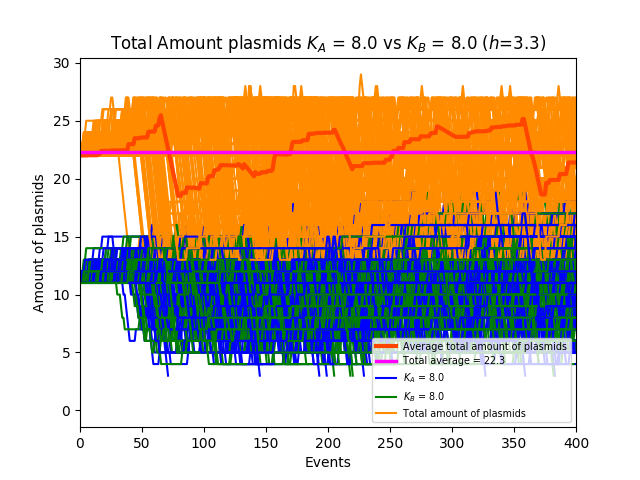 Total Amount plasmids K_A = 8.0 vs K_B = 8.0 (h=3.3)
30
25
20
15
10
5
0
Amount of plasmids
Average total amount of plasmids
Total average = 22.3
K_A = 8.0
K_B = 8.0
Total amount of plasmids
0 50 100 150 200 250 300 350 400
Events